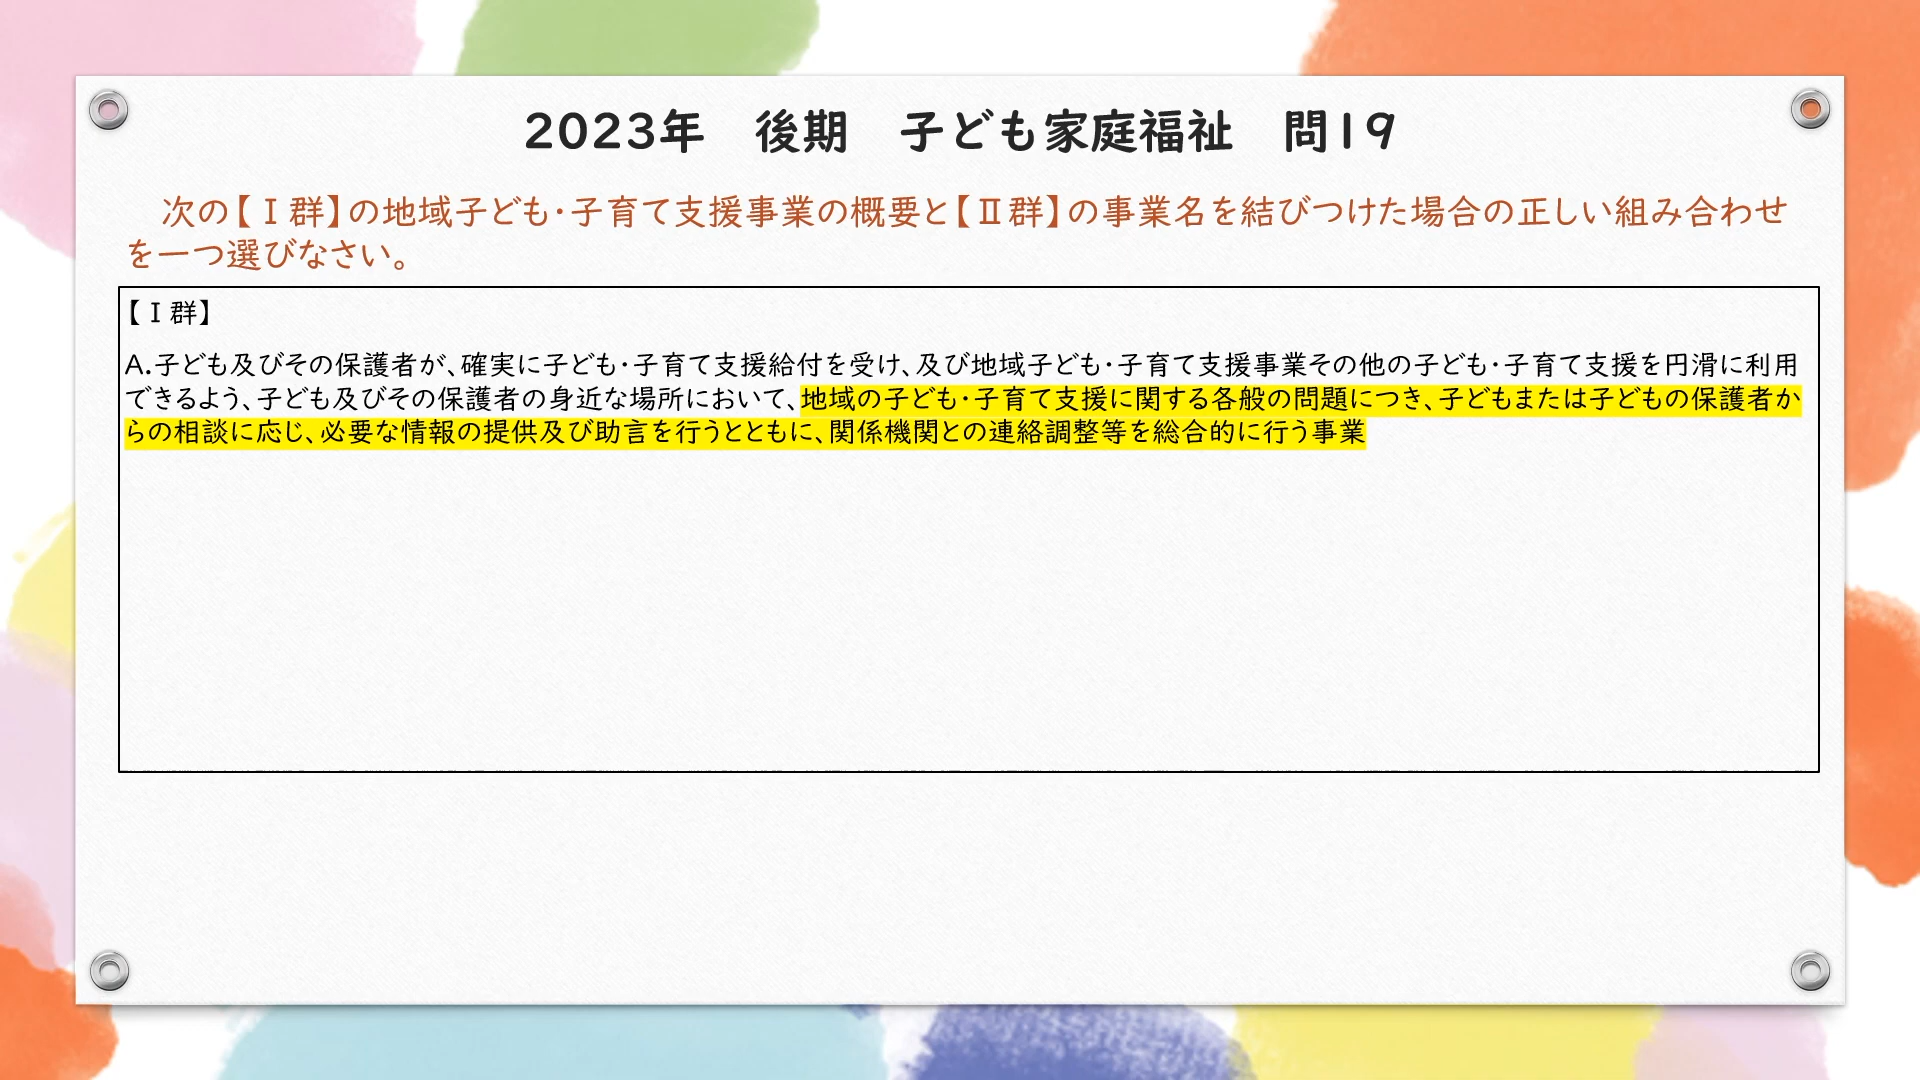 2023年　後期　子ども家庭福祉　問19
次の【Ⅰ群】の地域子ども・子育て支援事業の概要と【Ⅱ群】の事業名を結びつけた場合の正しい組み合わせ
を一つ選びなさい。
【Ⅰ群】
A.子ども及びその保護者が、確実に子ども・子育て支援給付を受け、及び地域子ども・子育て支援事業その他の子ども・子育て支援を円滑に利用
できるよう、子ども及びその保護者の身近な場所において、地域の子ども・子育て支援に関する各般の問題につき、子どもまたは子どもの保護者か
らの相談に応じ、必要な情報の提供及び助言を行うとともに、関係機関との連絡調整等を総合的に行う事業